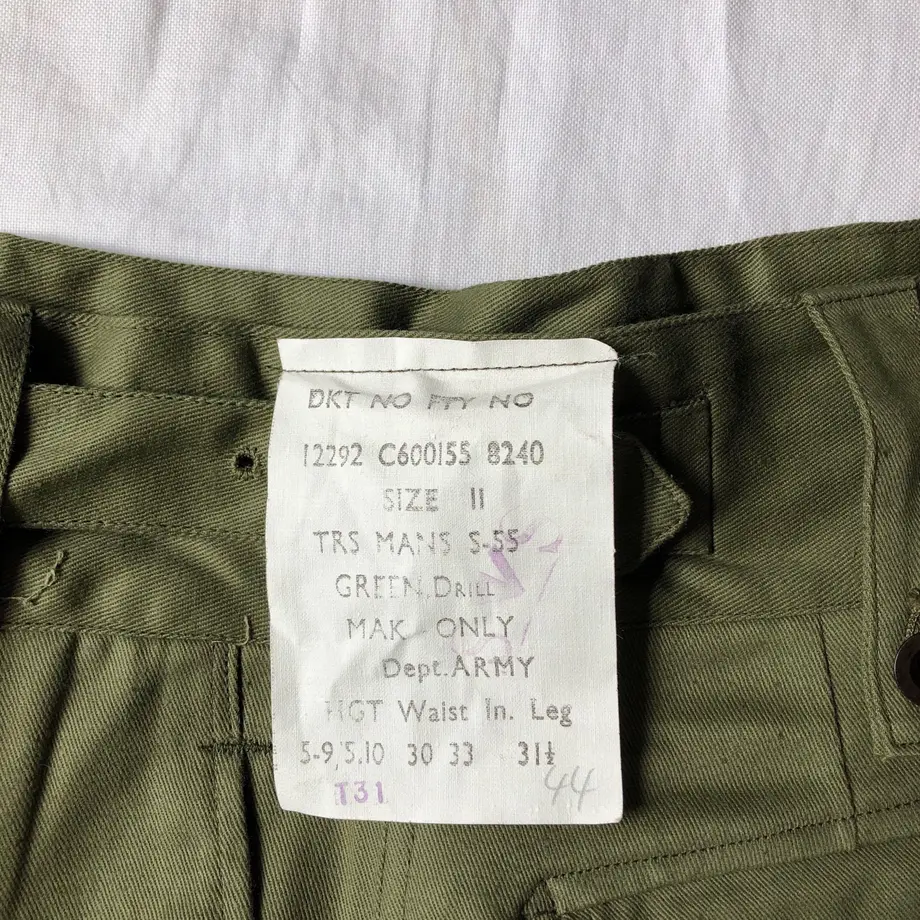 DKT NO FTY NO
12292 C600155 8240
SIZE 11
TRS MANS S-55
GREEN, DRILL
MAK ONLY
Dept. ARMY
HGT Waist In. Leg
5-9, 5.10 30 33 31½
T31
44